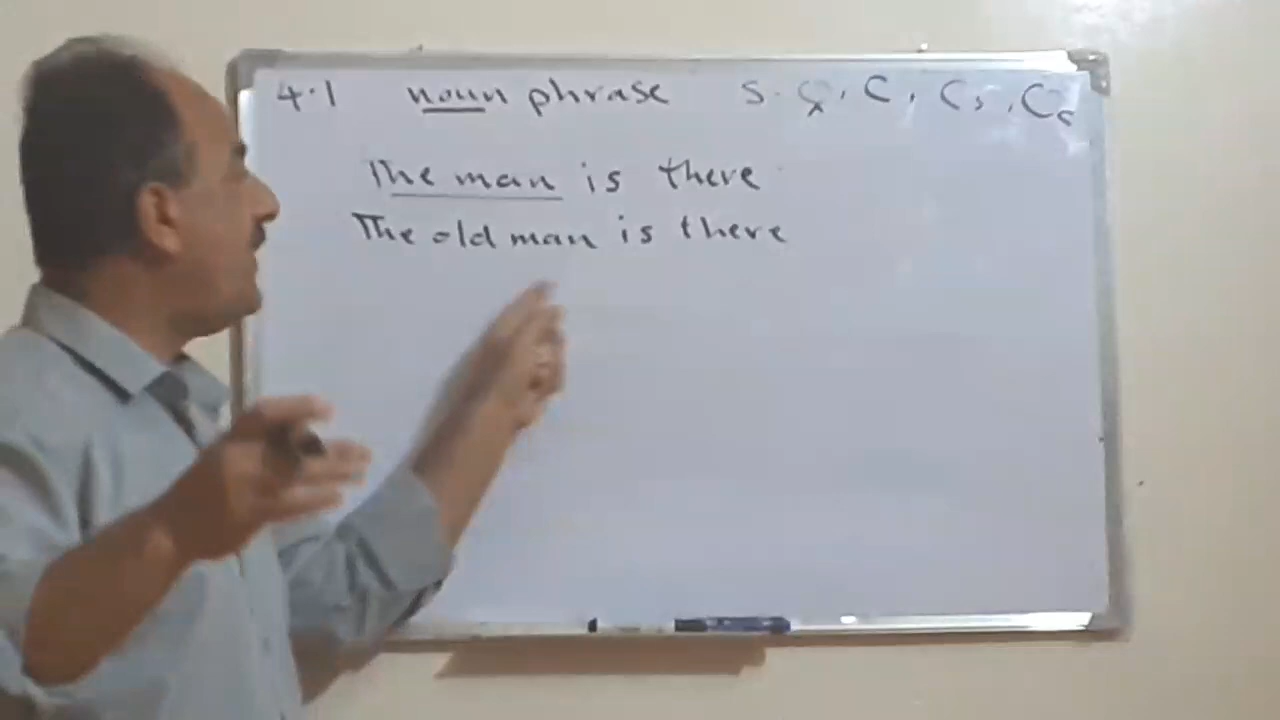 4.1 noun phrase S. C, Cs, Co
The man is there
The old man is there